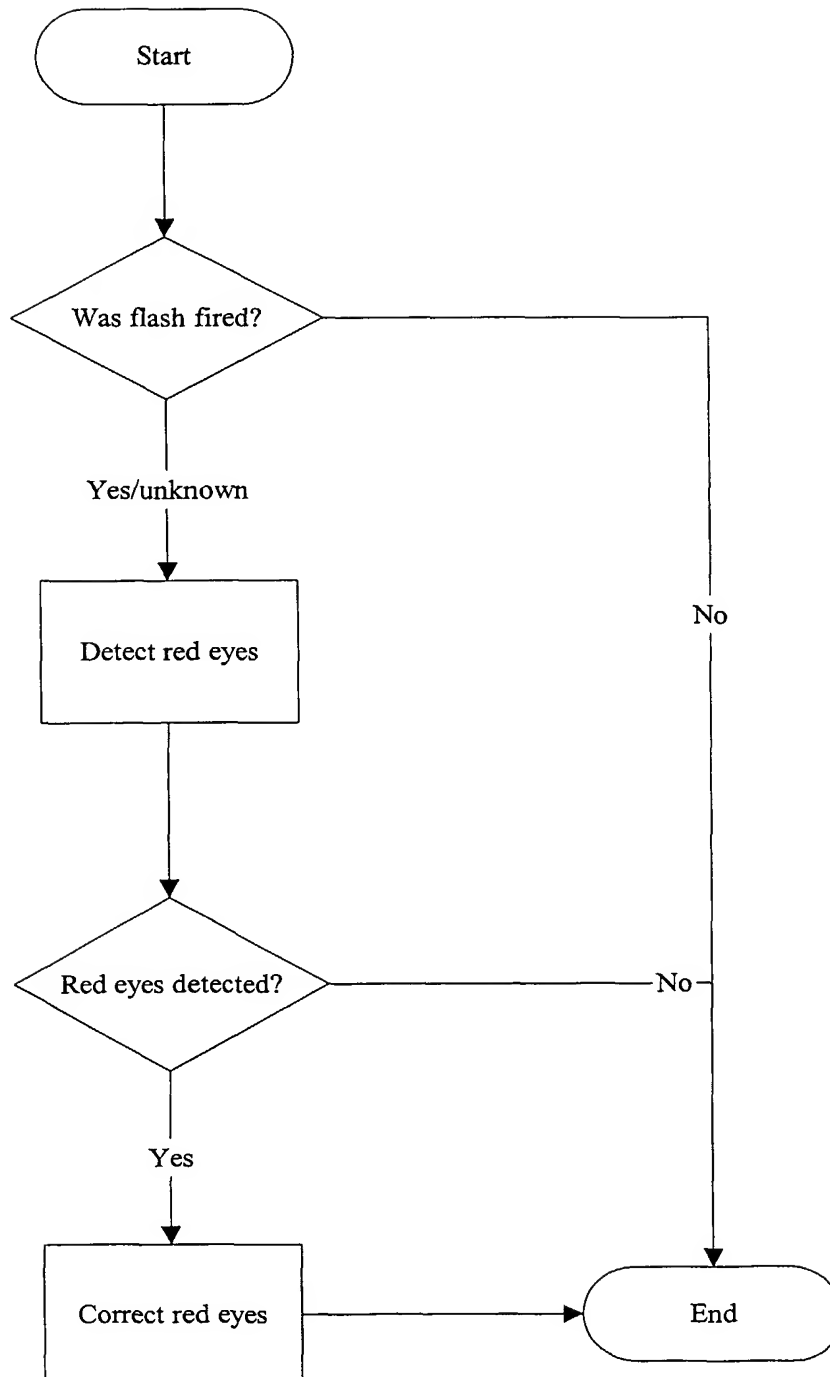 Start
Was flash fired?
Yes/unknown
Detect red eyes
No
Red eyes detected?
No
Yes
Correct red eyes
End